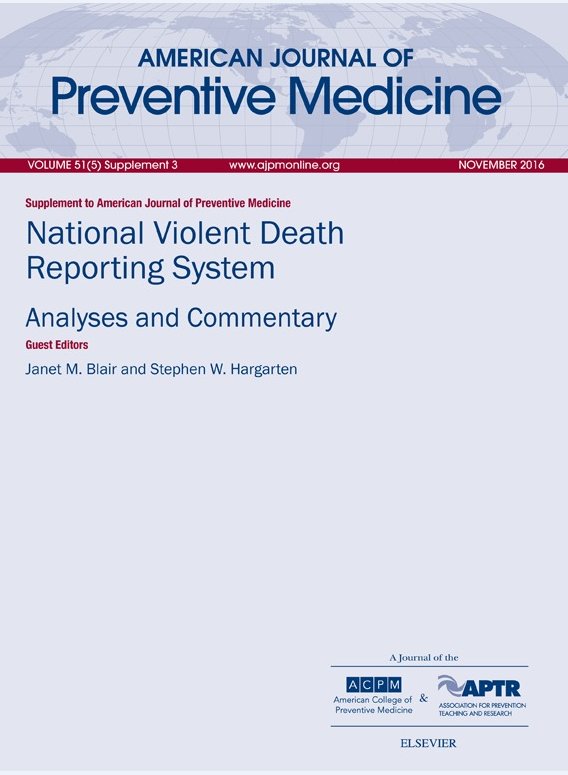 AMERICAN JOURNAL OF
Preventive Medicine
VOLUME 51(5) Supplement 3 www.ajpmonline.org NOVEMBER 2016
Supplement to American Journal of Preventive Medicine
National Violent Death
Reporting System
Analyses and Commentary
Guest Editors
Janet M. Blair and Stephen W. Hargarten
A Journal of the
ACPM
American College of
Preventive Medicine
&
APTR
ASSOCIATION FOR PREVENTION
TEACHING AND RESEARCH
ELSEVIER